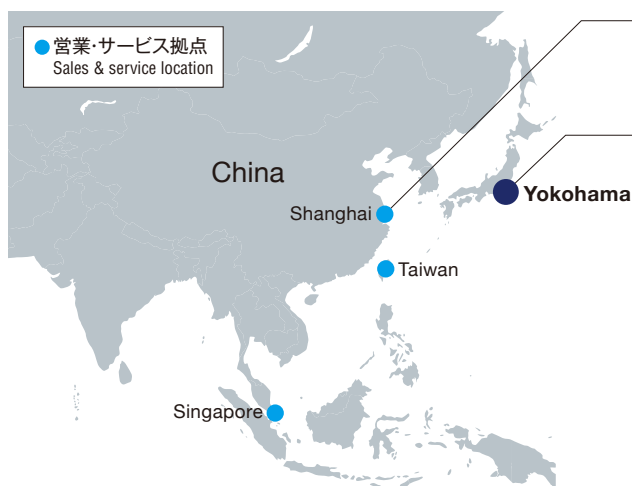 営業・サービス拠点
Sales & service location
China
Shanghai
Yokohama
Taiwan
Singapore